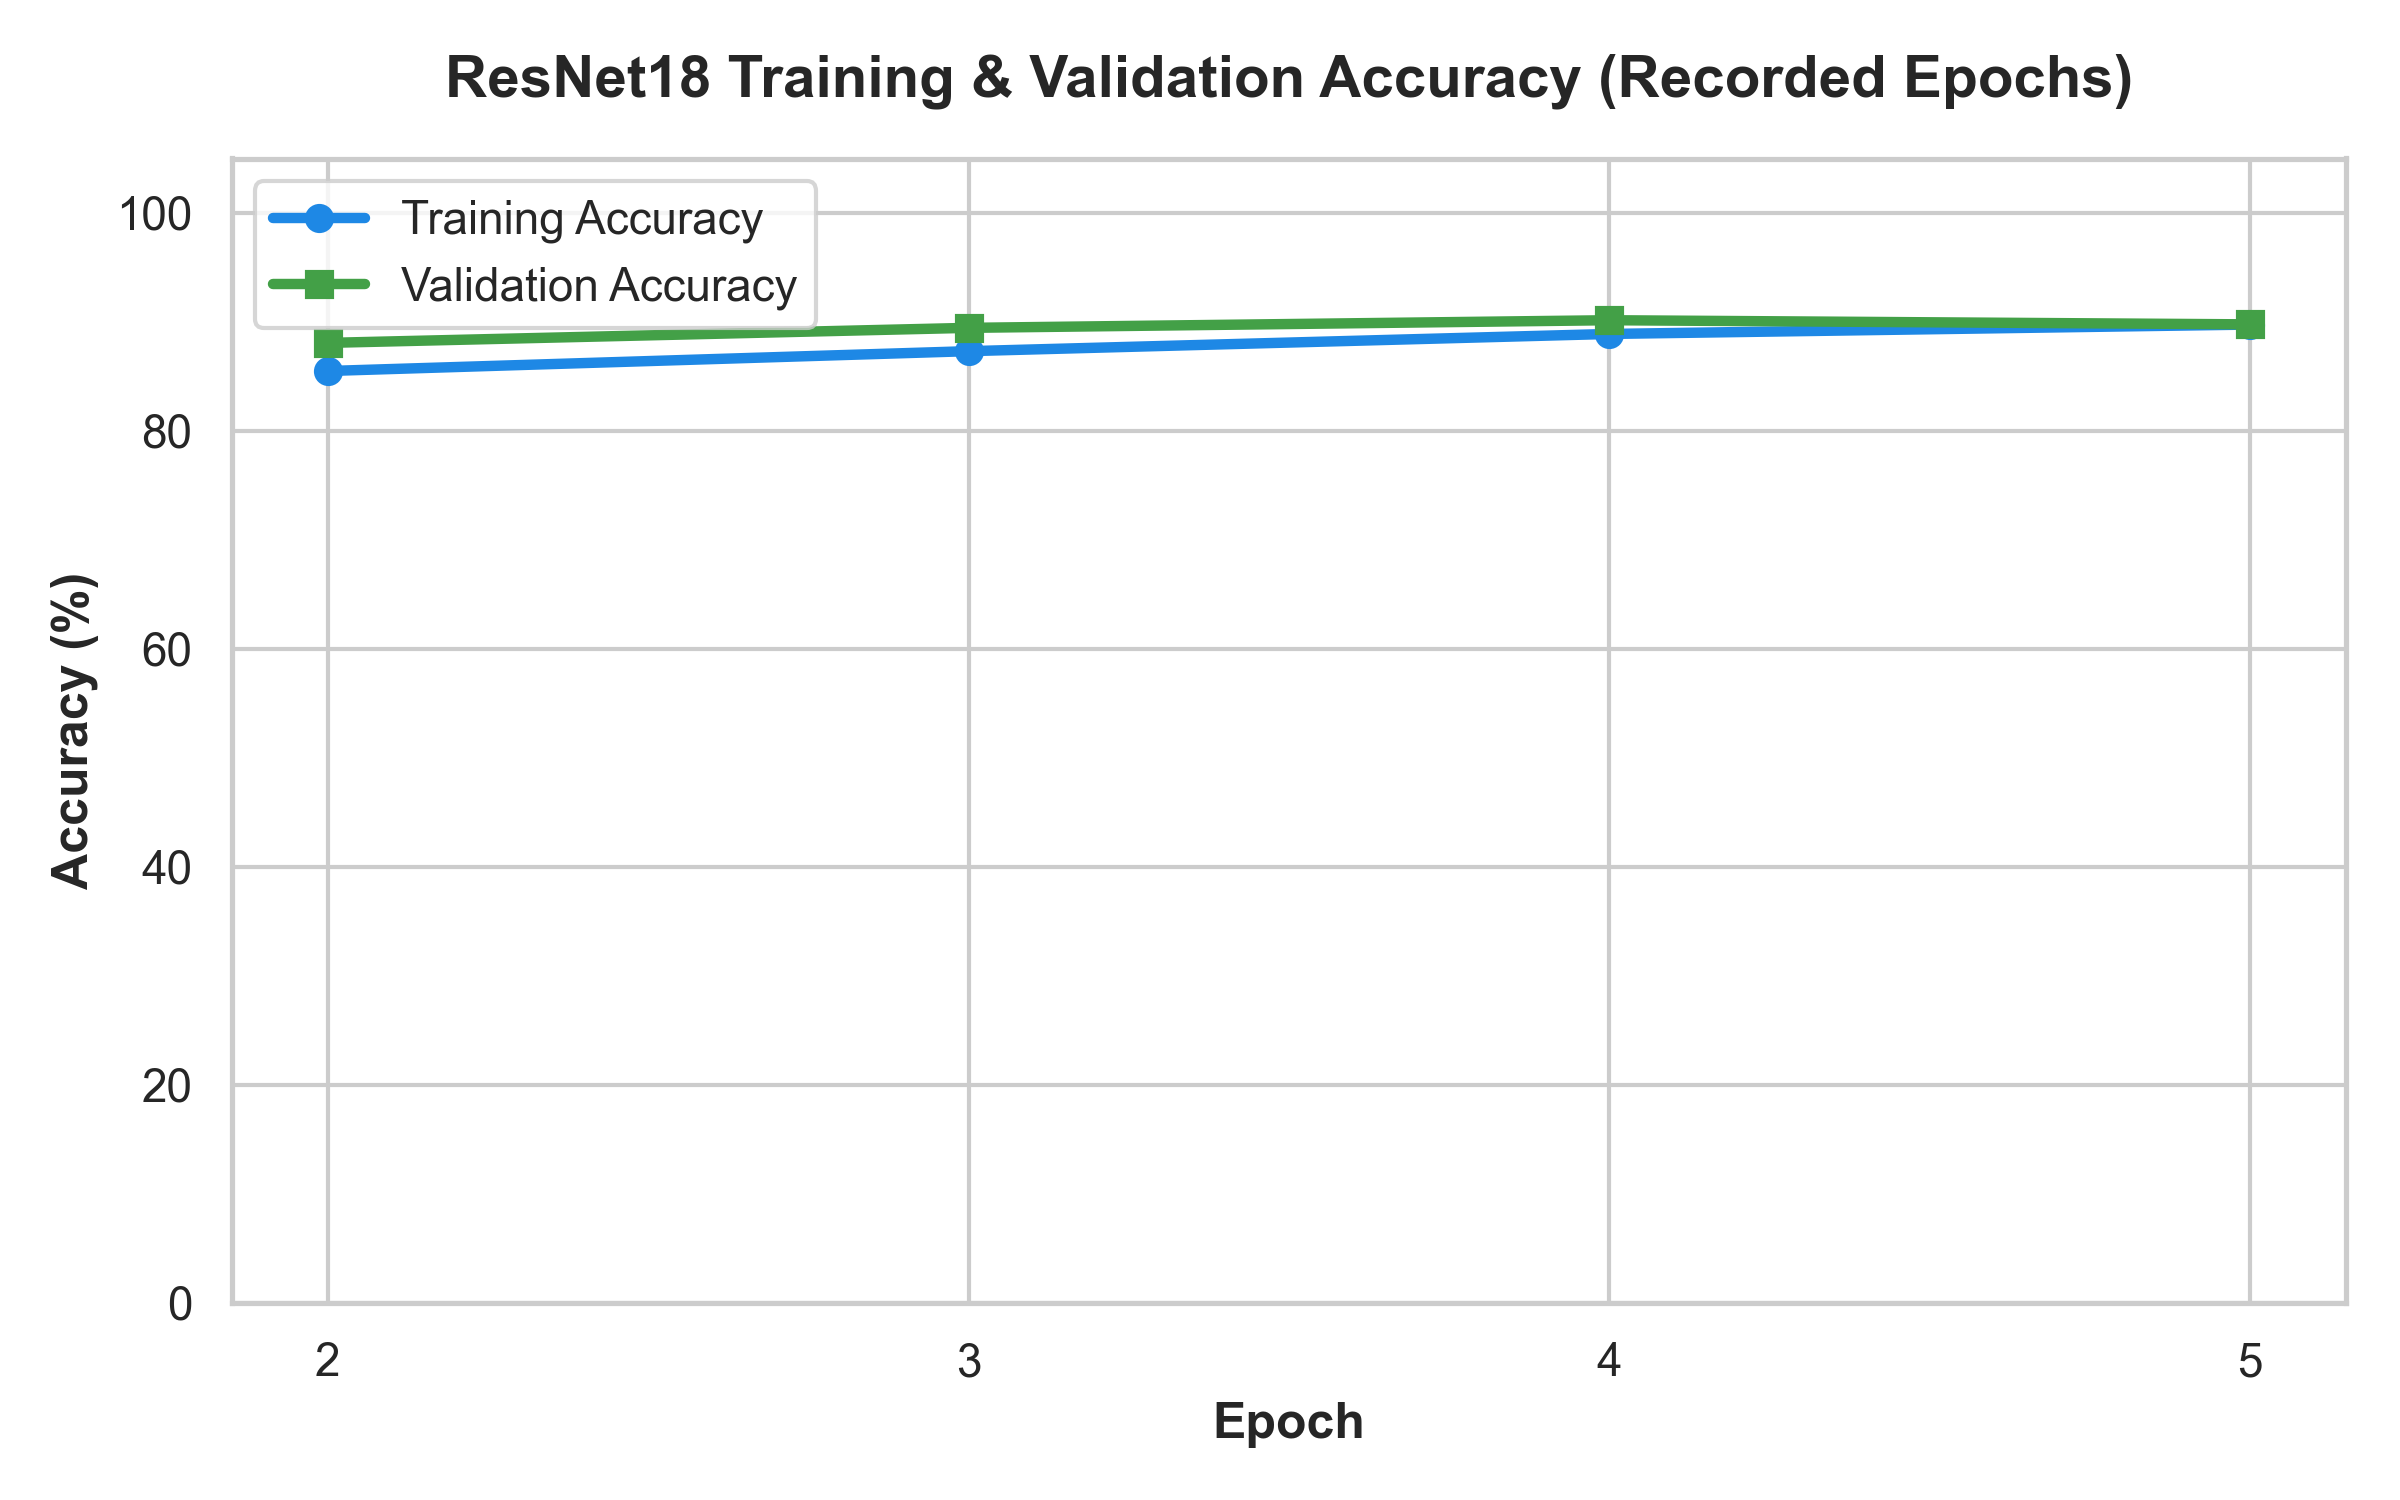 ResNet18 Training & Validation Accuracy (Recorded Epochs)
Training Accuracy
Validation Accuracy
100
80
60
40
20
0
Accuracy (%)
2 3 4 5
Epoch